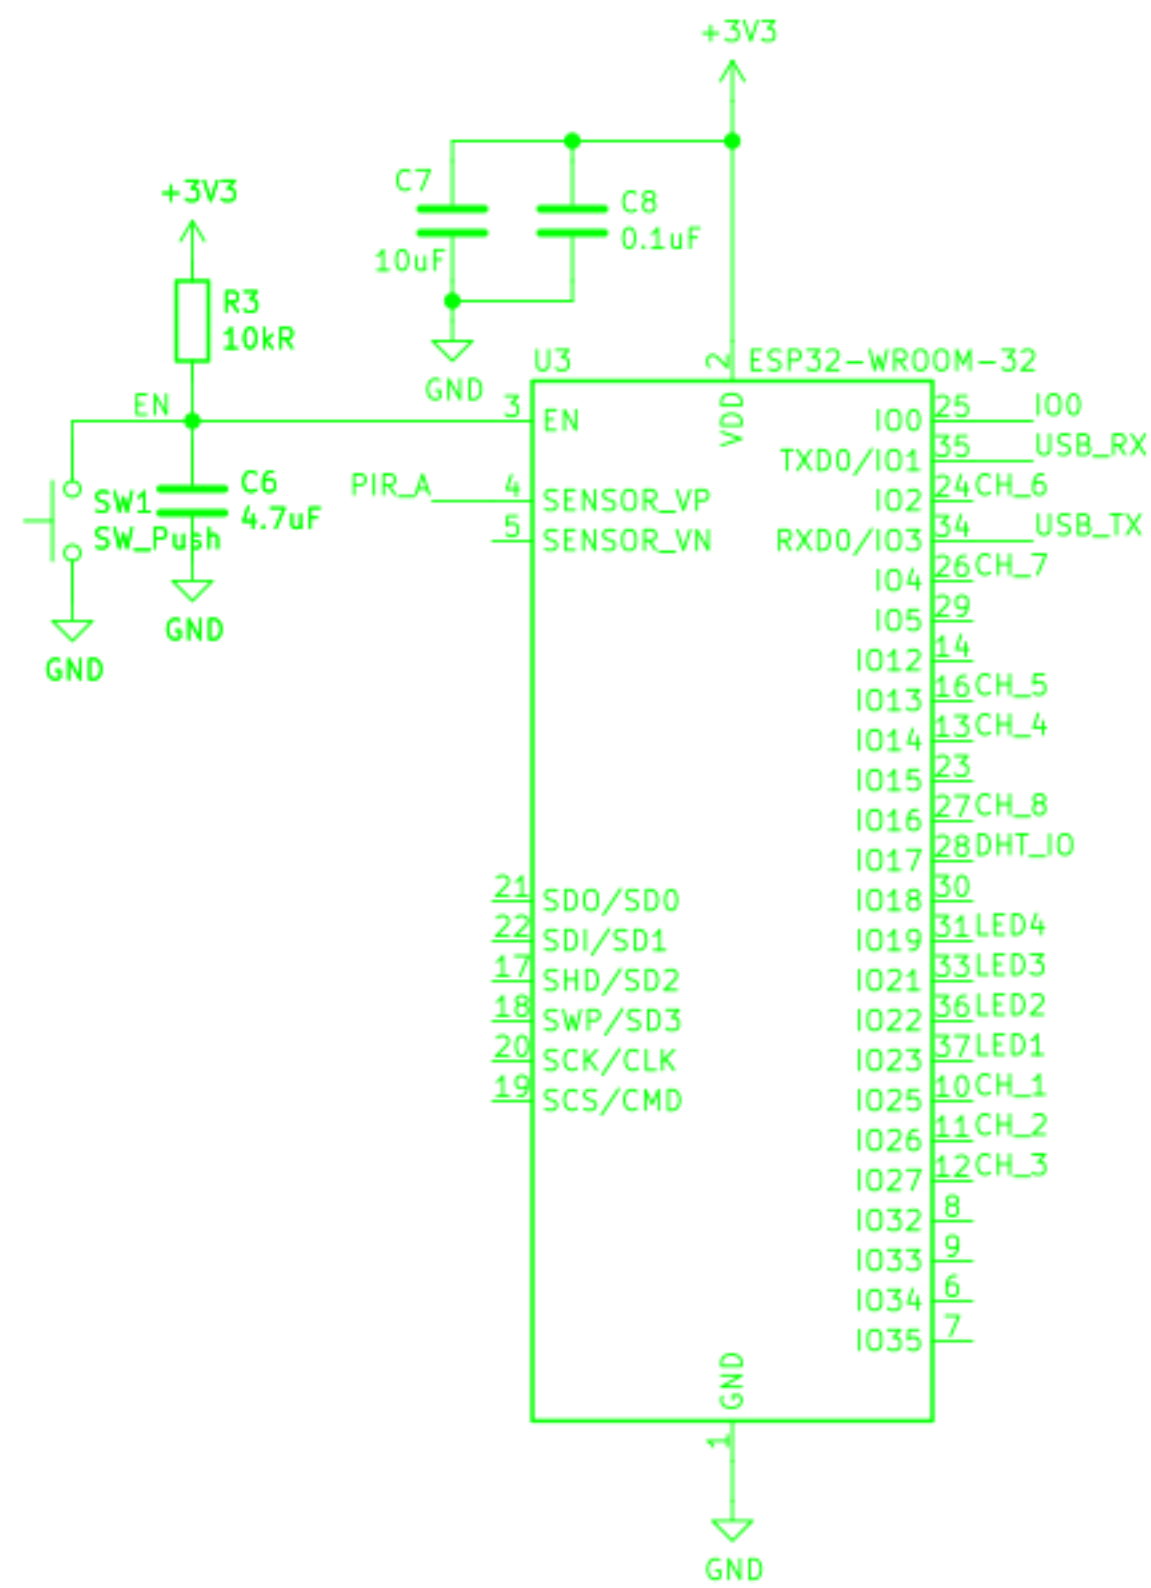 +3V3
+3V3
C7
10uF
C8
0.1uF
GND
R3
10kR
EN
SW1
SW_Push
C6
4.7uF
GND
GND
U3
ESP32-WROOM-32
2
VDD
3 EN
PIR_A 4 SENSOR_VP
5 SENSOR_VN
21 SDO/SD0
22 SDI/SD1
17 SHD/SD2
18 SWP/SD3
20 SCK/CLK
19 SCS/CMD
IO0 25 IO0
TXD0/IO1 35 USB_RX
IO2 24 CH_6
RXD0/IO3 34 USB_TX
IO4 26 CH_7
IO5 29
IO12 14
IO13 16 CH_5
IO14 13 CH_4
IO15 23
IO16 27 CH_8
IO17 28 DHT_IO
IO18 30
IO19 31 LED4
IO21 33 LED3
IO22 36 LED2
IO23 37 LED1
IO25 10 CH_1
IO26 11 CH_2
IO27 12 CH_3
IO32 8
IO33 9
IO34 6
IO35 7
GND
1
GND